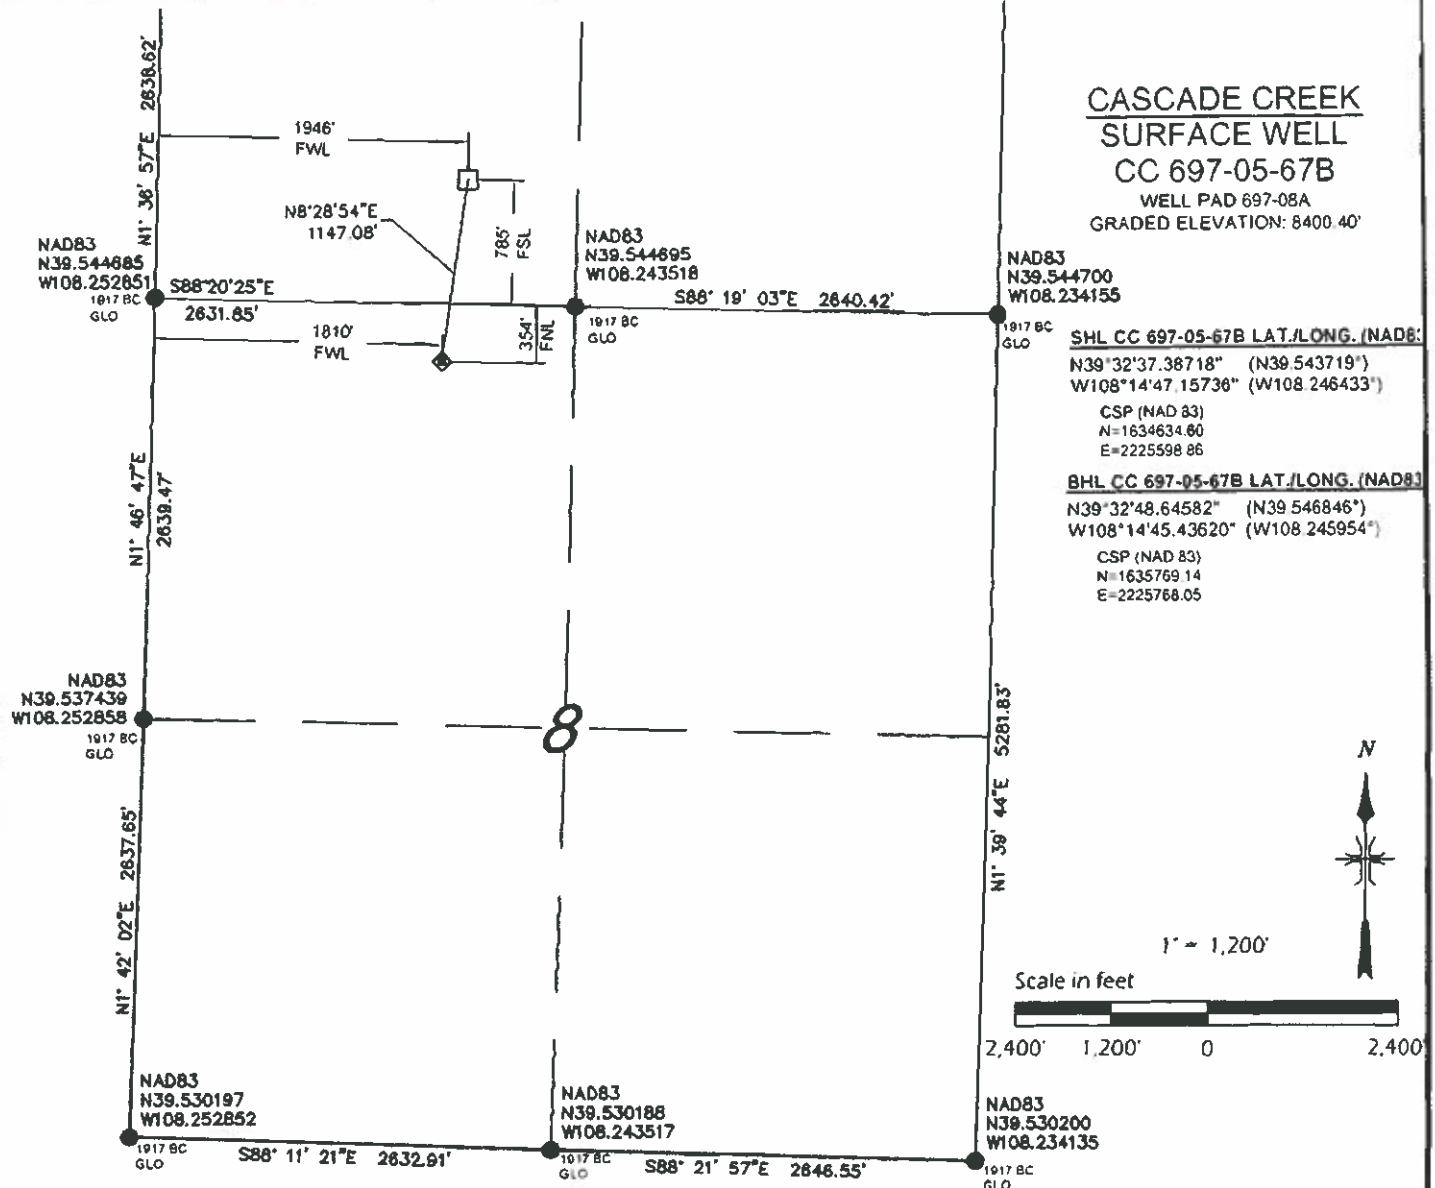 N1° 36' 57"E 2638.62'
1946'
FWL
N8°28'54"E
1147.08'
785'
FSL
NAD83
N39.544685
W108.252851
1917 BC
GLO
S88°20'25"E
2631.85'
1810'
FWL
354'
FNL
NAD83
N39.544695
W108.243518
1917 BC
GLO
S88° 19' 03"E 2640.42'
NAD83
N39.544700
W108.234155
1917 BC
GLO
CASCADE CREEK
SURFACE WELL
CC 697-05-67B
WELL PAD 697-08A
GRADED ELEVATION: 8400.40'
SHL CC 697-05-67B LAT./LONG. (NAD83
N39°32'37.38718" (N39.543719°)
W108°14'47.15736" (W108.246433°)
CSP (NAD 83)
N=1634634.60
E=2225598.86
BHL CC 697-05-67B LAT./LONG. (NAD83
N39°32'48.64582" (N39.546846°)
W108°14'45.43620" (W108.245954°)
CSP (NAD 83)
N=1635769.14
E=2225768.05
N1° 46' 47"E
2639.47'
NAD83
N39.537439
W108.252858
1917 BC
GLO
8
N1° 39' 44"E 5281.83'
N1° 42' 02"E 2637.65'
N
1" = 1,200'
Scale in feet
2,400' 1,200' 0 2,400'
NAD83
N39.530197
W108.252852
1917 BC
GLO
S88° 11' 21"E 2632.91'
NAD83
N39.530188
W108.243517
1917 BC
GLO
S88° 21' 57"E 2646.55'
NAD83
N39.530200
W108.234135
1917 BC
GLO